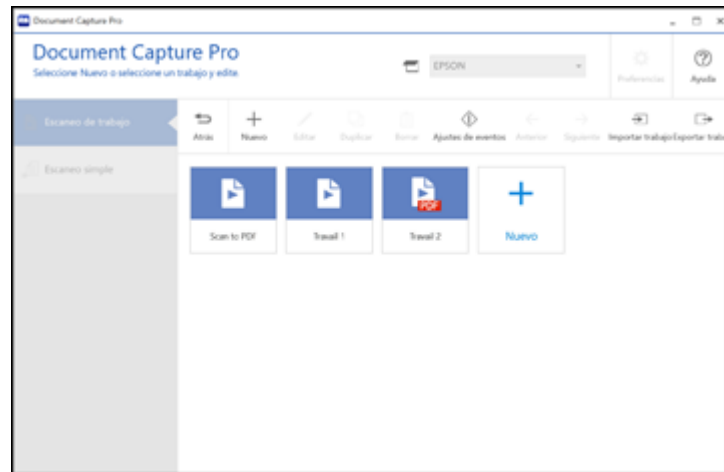 Document Capture Pro
Document Capture Pro
Seleccione Nuevo o seleccione un trabajo y edite.
EPSON
Preferencias
Ayuda
Escaneo de trabajo
Escaneo simple
Atrás
Nuevo
Editar
Duplicar
Borrar
Ajustes de eventos
Anterior
Siguiente
Importar trabajo
Exportar trab
Scan to PDF
Travail 1
PDF
Travail 2
Nuevo